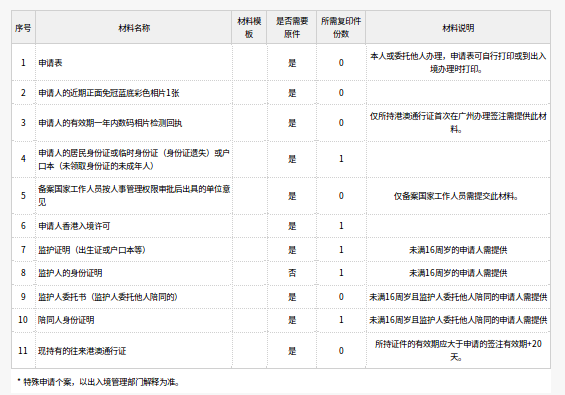 序号 材料名称 材料模板 是否需要原件 所需复印件份数 材料说明
1 申请表 是 0 本人或委托他人办理，申请表可自行打印或到出入境办理时打印。
2 申请人的近期正面免冠蓝底彩色相片1张 是 0
3 申请人的有效期一年内数码相片检测回执 是 0 仅所持港澳通行证首次在广州办理签注需提供此材料。
4 申请人的居民身份证或临时身份证（身份证遗失）或户口本（未领取身份证的未成年人） 是 1
5 备案国家工作人员按人事管理权限审批后出具的单位意见 是 0 仅备案国家工作人员需提交此材料。
6 申请人香港入境许可 是 1
7 监护证明（出生证或户口本等） 是 1 未满16周岁的申请人需提供
8 监护人的身份证明 否 1 未满16周岁的申请人需提供
9 监护人委托书（监护人委托他人陪同的） 是 0 未满16周岁且监护人委托他人陪同的申请人需提供
10 陪同人身份证明 是 1 未满16周岁且监护人委托他人陪同的申请人需提供
11 现持有的往来港澳通行证 是 0 所持证件的有效期应大于申请的签注有效期+20天。
* 特殊申请个案，以出入境管理部门解释为准。